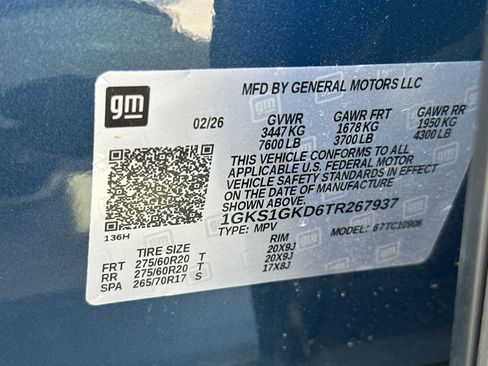 gm
MFD BY GENERAL MOTORS LLC
02/26 GVWR GAWR FRT GAWR RR
3447 KG 1678 KG 1950 KG
7600 LB 3700 LB 4300 LB
THIS VEHICLE CONFORMS TO ALL
APPLICABLE U.S. FEDERAL MOTOR
VEHICLE SAFETY STANDARDS IN EFFECT
ON THE DATE OF MANUFACTURE
SHOWN ABOVE.
1GKS1GKD6TR267937
136H TYPE: MPV MODEL: 67TC10906
TIRE SIZE RIM
FRT 275/60R20 T 20X9J
RR 275/60R20 T 20X9J
SPA 265/70R17 S 17X8J